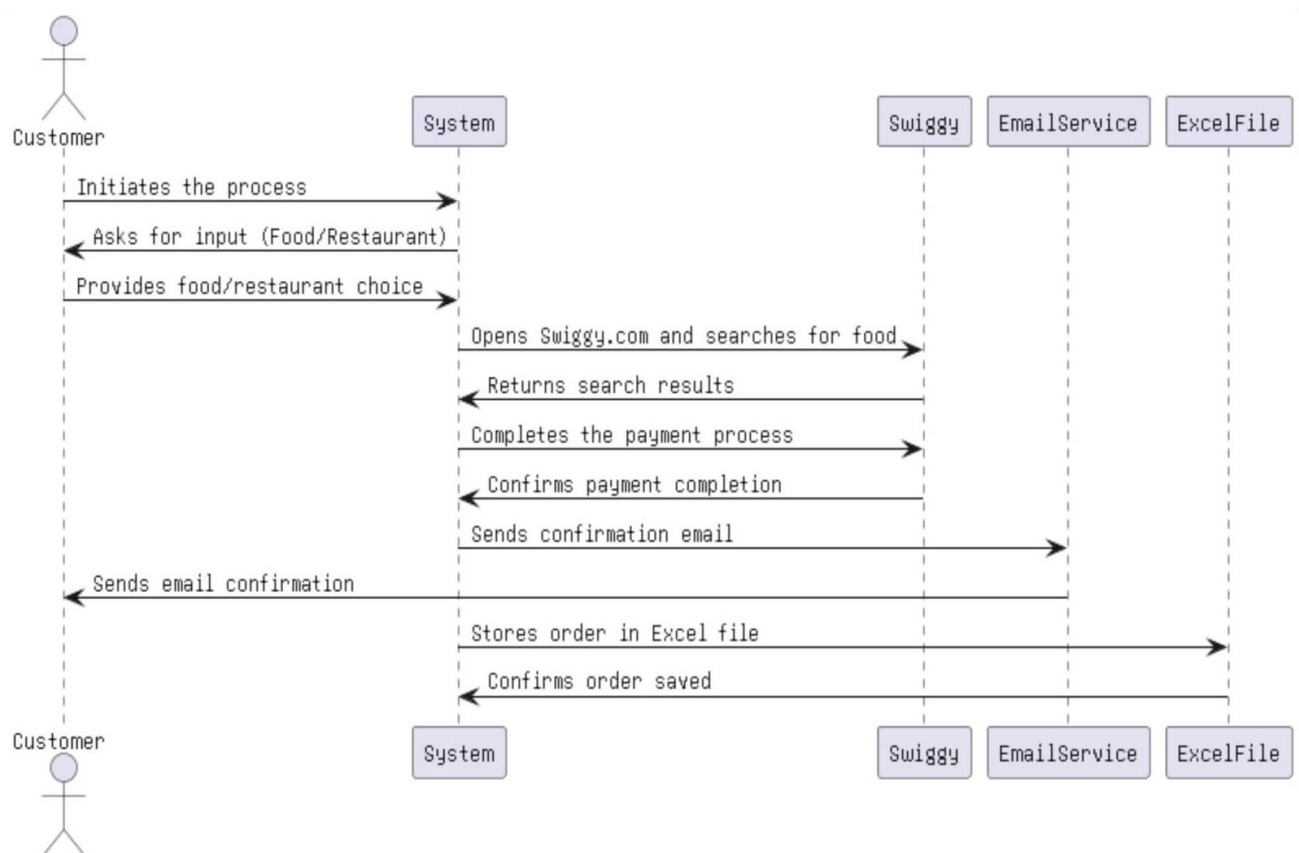 Customer
System
Swiggy
EmailService
ExcelFile
Initiates the process
Asks for input (Food/Restaurant)
Provides food/restaurant choice
Opens Swiggy.com and searches for food
Returns search results
Completes the payment process
Confirms payment completion
Sends confirmation email
Sends email confirmation
Stores order in Excel file
Confirms order saved
Customer
System
Swiggy
EmailService
ExcelFile